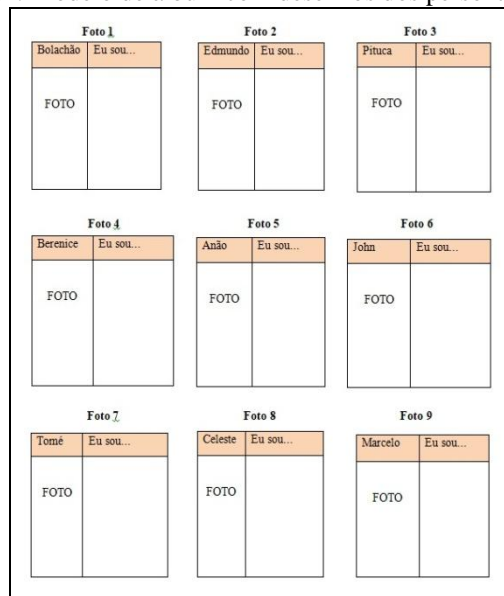 Foto 1
Foto 2
Foto 3
Bolachão Eu sou...
Edmundo Eu sou...
Pituca Eu sou...
FOTO
FOTO
FOTO
Foto 4
Foto 5
Foto 6
Berenice Eu sou...
Anão Eu sou...
John Eu sou...
FOTO
FOTO
FOTO
Foto 7
Foto 8
Foto 9
Tomé Eu sou...
Celeste Eu sou...
Marcelo Eu sou...
FOTO
FOTO
FOTO